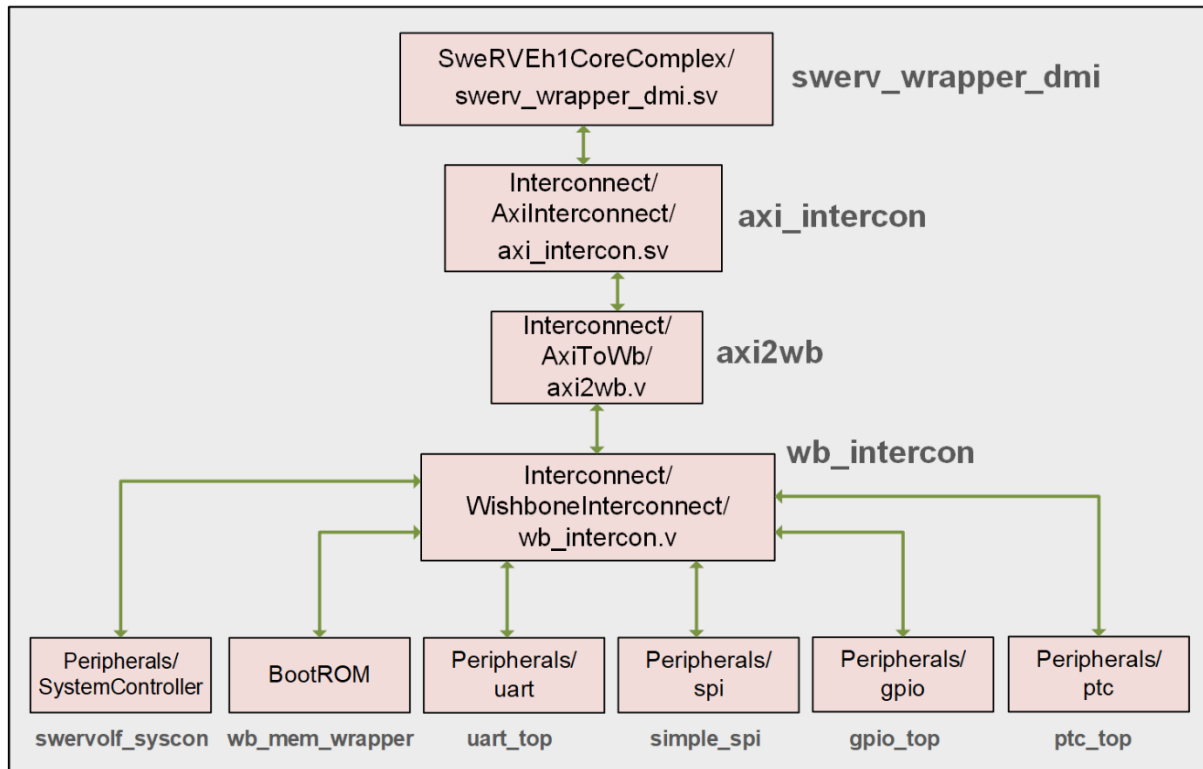 SweRVEh1CoreComplex/
swerv_wrapper_dmi.sv
swerv_wrapper_dmi
Interconnect/
AxiInterconnect/
axi_intercon.sv
axi_intercon
Interconnect/
AxiToWb/
axi2wb.v
axi2wb
wb_intercon
Interconnect/
WishboneInterconnect/
wb_intercon.v
Peripherals/
SystemController
BootROM
Peripherals/
uart
Peripherals/
spi
Peripherals/
gpio
Peripherals/
ptc
swervolf_syscon
wb_mem_wrapper
uart_top
simple_spi
gpio_top
ptc_top